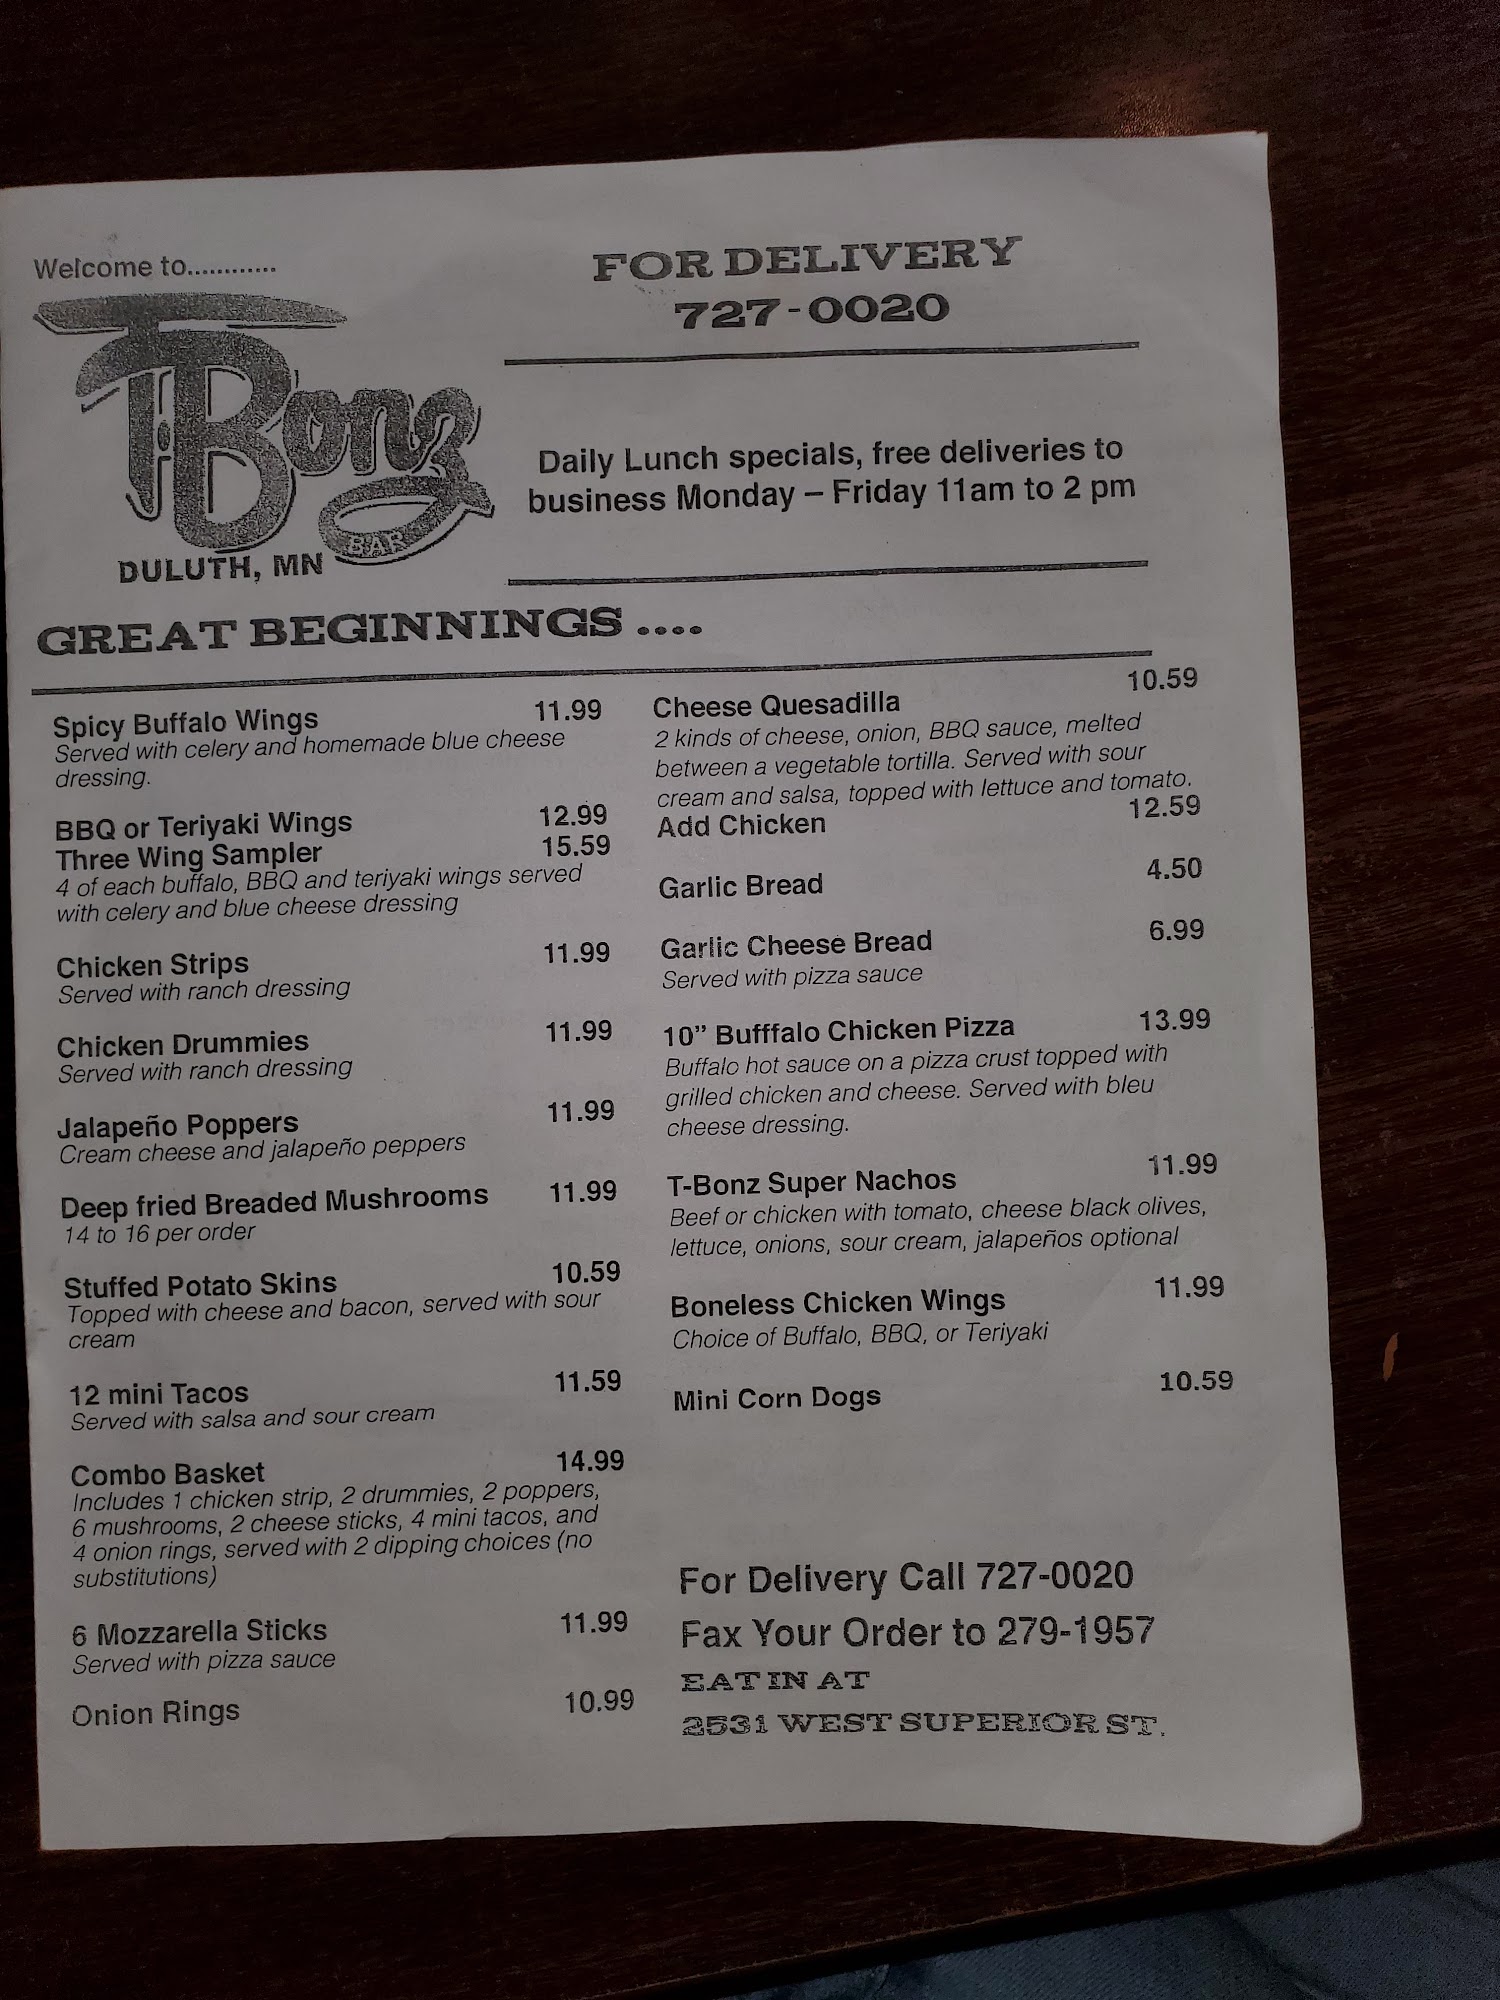 Welcome to............
T-Bonz
BAR
DULUTH, MN
FOR DELIVERY
727-0020
Daily Lunch specials, free deliveries to
business Monday – Friday 11am to 2 pm
GREAT BEGINNINGS ....
Spicy Buffalo Wings 11.99
Served with celery and homemade blue cheese
dressing.
BBQ or Teriyaki Wings 12.99
Three Wing Sampler 15.59
4 of each buffalo, BBQ and teriyaki wings served
with celery and blue cheese dressing
Chicken Strips 11.99
Served with ranch dressing
Chicken Drummies 11.99
Served with ranch dressing
Jalapeño Poppers 11.99
Cream cheese and jalapeño peppers
Deep fried Breaded Mushrooms 11.99
14 to 16 per order
Stuffed Potato Skins 10.59
Topped with cheese and bacon, served with sour
cream
12 mini Tacos 11.59
Served with salsa and sour cream
Combo Basket 14.99
Includes 1 chicken strip, 2 drummies, 2 poppers,
6 mushrooms, 2 cheese sticks, 4 mini tacos, and
4 onion rings, served with 2 dipping choices (no
substitutions)
6 Mozzarella Sticks 11.99
Served with pizza sauce
Onion Rings 10.99
Cheese Quesadilla 10.59
2 kinds of cheese, onion, BBQ sauce, melted
between a vegetable tortilla. Served with sour
cream and salsa, topped with lettuce and tomato.
Add Chicken 12.59
Garlic Bread 4.50
Garlic Cheese Bread 6.99
Served with pizza sauce
10” Bufffalo Chicken Pizza 13.99
Buffalo hot sauce on a pizza crust topped with
grilled chicken and cheese. Served with bleu
cheese dressing.
T-Bonz Super Nachos 11.99
Beef or chicken with tomato, cheese black olives,
lettuce, onions, sour cream, jalapeños optional
Boneless Chicken Wings 11.99
Choice of Buffalo, BBQ, or Teriyaki
Mini Corn Dogs 10.59
For Delivery Call 727-0020
Fax Your Order to 279-1957
EAT IN AT
2531 WEST SUPERIOR ST.